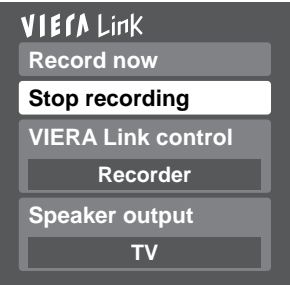 VIERA Link
Record now
Stop recording
VIERA Link control
Recorder
Speaker output
TV